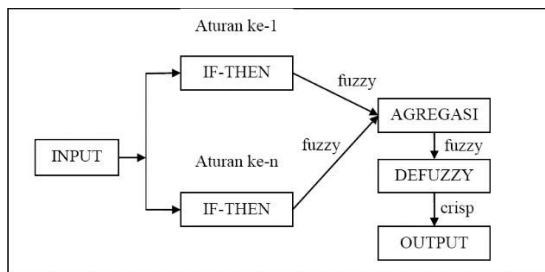 Aturan ke-1
IF-THEN
fuzzy
AGREGASI
INPUT
Aturan ke-n
fuzzy
fuzzy
IF-THEN
DEFUZZY
crisp
OUTPUT